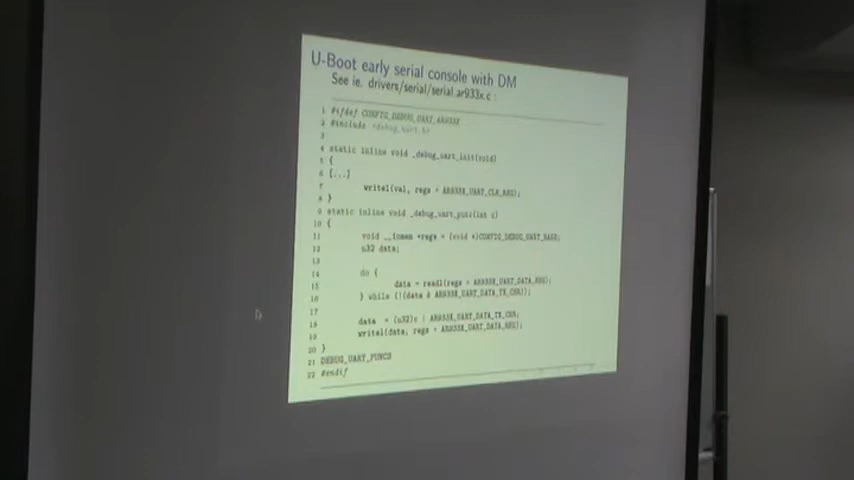 U-Boot early serial console with DM
See ie. drivers/serial/serial_ar933x.c :
1 #ifdef CONFIG_DEBUG_UART_AR933X
2 #include <debug_uart.h>
3
4 static inline void _debug_uart_init(void)
5 {
6 [...]
7 writel(val, regs + AR933X_UART_CLK_REG);
8 }
9 static inline void _debug_uart_putc(int c)
10 {
11 void __iomem *regs = (void *)CONFIG_DEBUG_UART_BASE;
12 u32 data;
13
14 do {
15 data = readl(regs + AR933X_UART_DATA_REG);
16 } while (!(data & AR933X_UART_DATA_TX_CSR));
17
18 data = (u32)c | AR933X_UART_DATA_TX_CSR;
19 writel(data, regs + AR933X_UART_DATA_REG);
20 }
21 DEBUG_UART_FUNCS
22 #endif